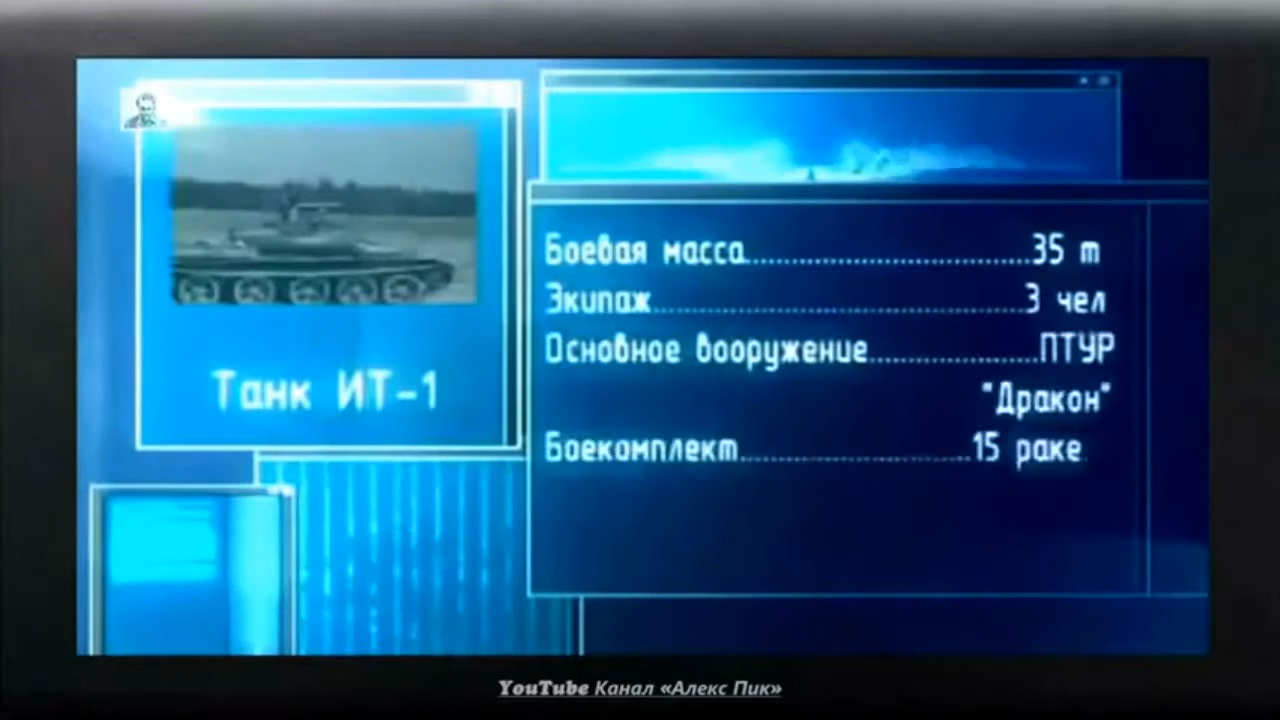 Танк ИТ-1
Боевая масса..............................35 т
Экипаж........................................3 чел
Основное вооружение..................ПТУР
"Дракон"
Боекомплект.........................15 раке
YouTube Канал «Алекс Пик»